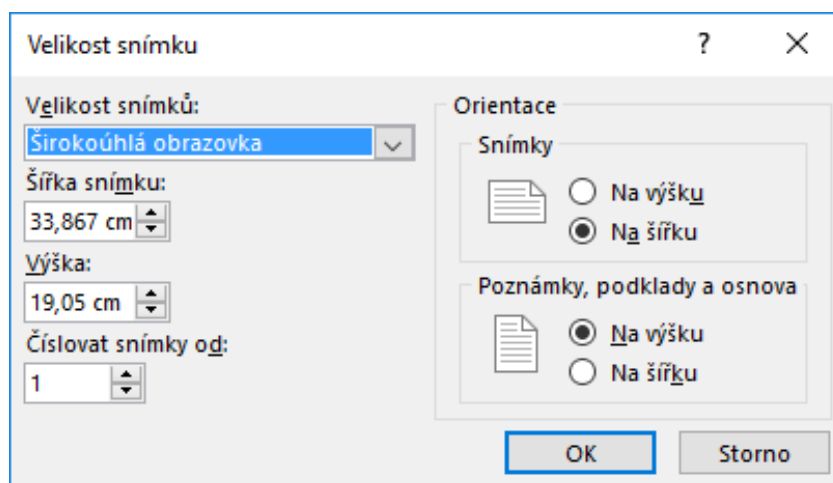 Velikost snímku
?
Velikost snímků:
Širokoúhlá obrazovka
Šířka snímku:
33,867 cm
Výška:
19,05 cm
Číslovat snímky od:
1
Orientace
Snímky
Na výšku
Na šířku
Poznámky, podklady a osnova
Na výšku
Na šířku
OK
Storno